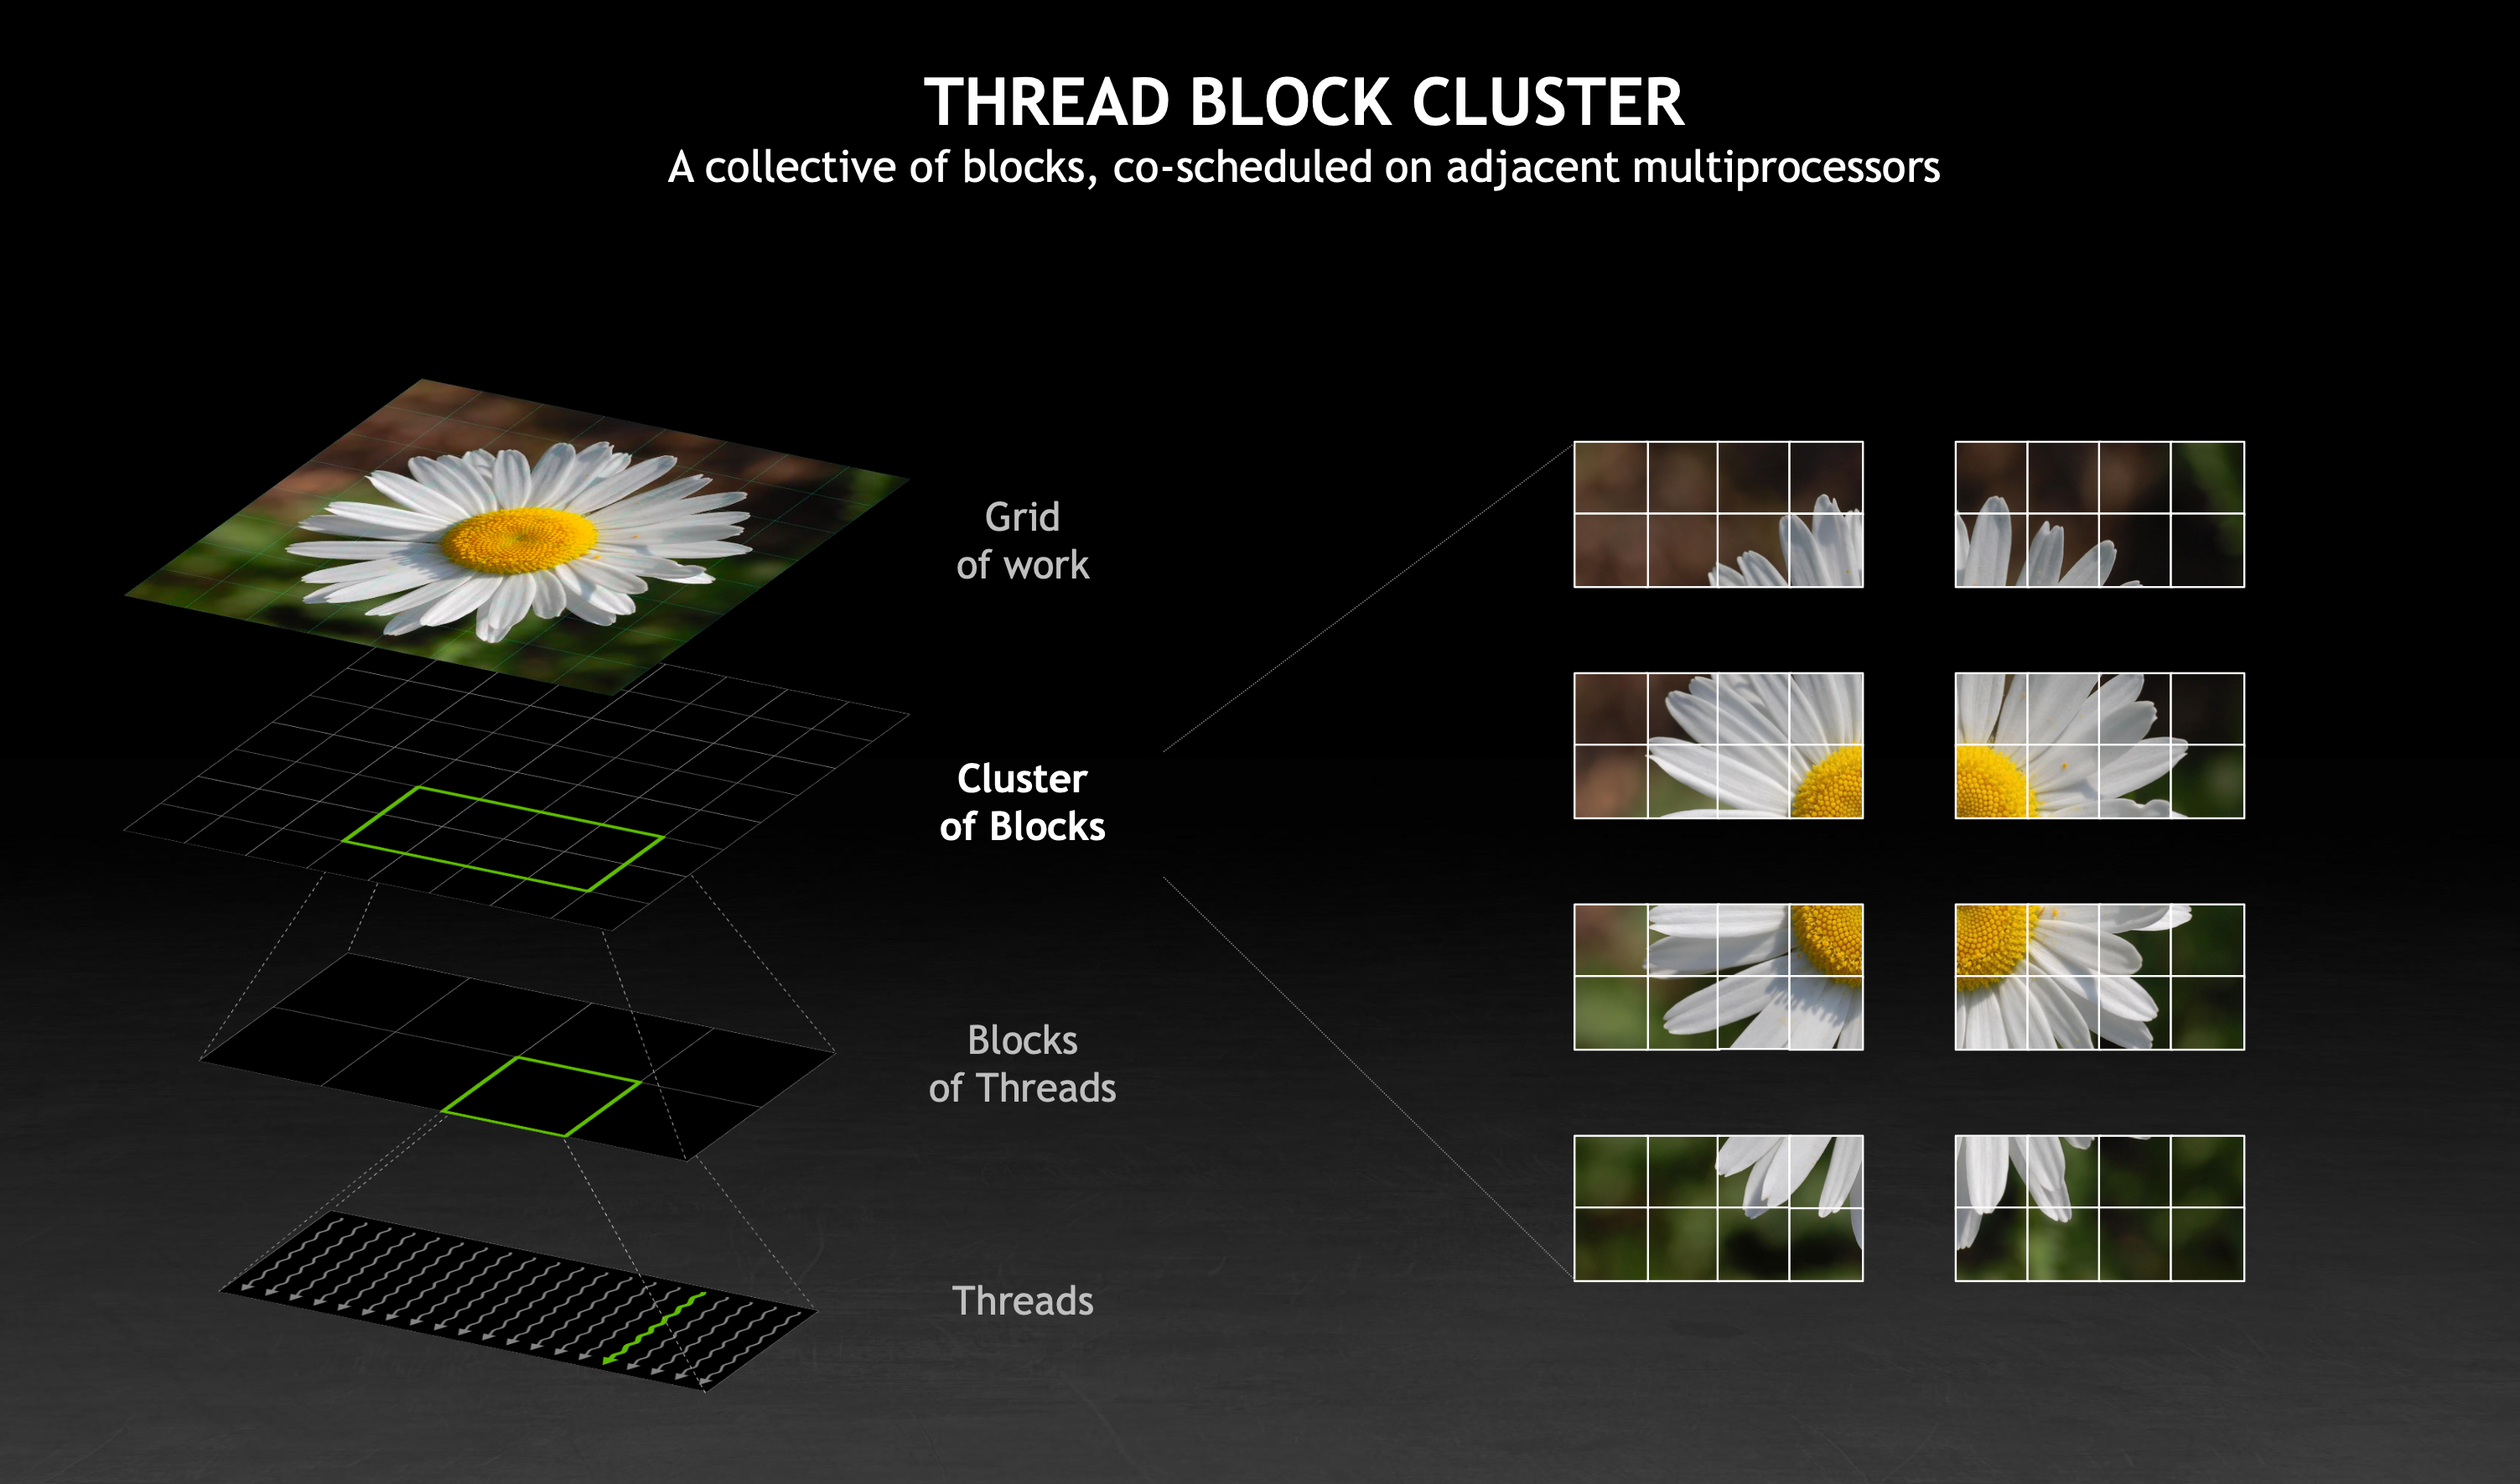 THREAD BLOCK CLUSTER
A collective of blocks, co-scheduled on adjacent multiprocessors
Grid
of work
Cluster
of Blocks
Blocks
of Threads
Threads